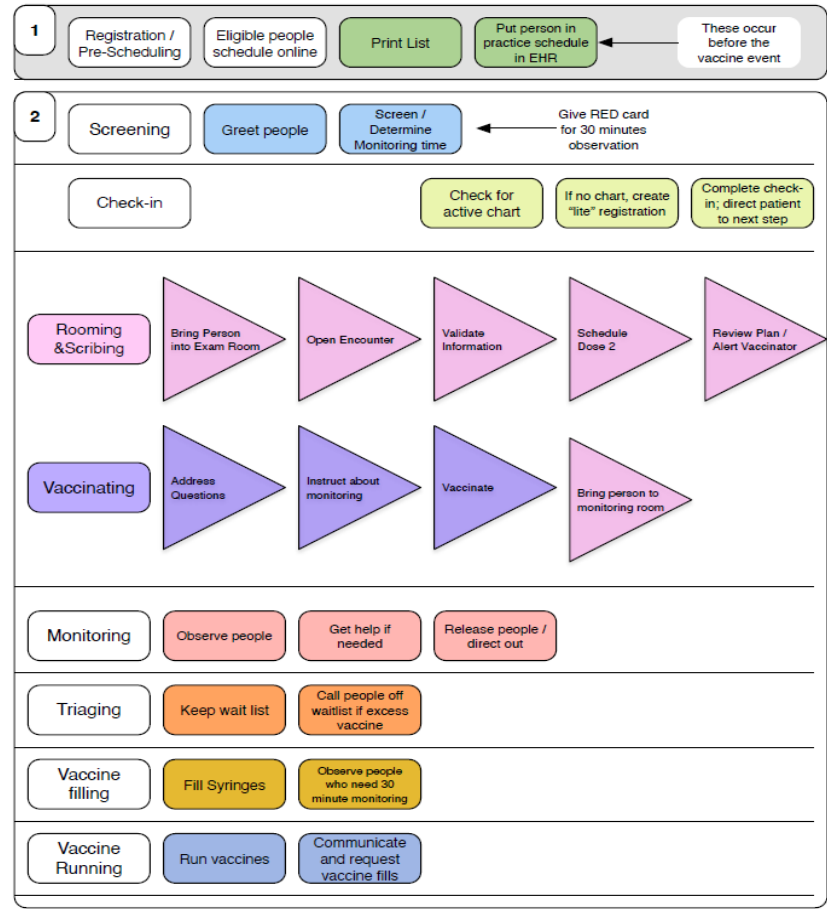 1
Registration /
Pre-Scheduling
Eligible people
schedule online
Print List
Put person in
practice schedule
in EHR
These occur
before the
vaccine event
2
Screening
Greet people
Screen /
Determine
Monitoring time
Give RED card
for 30 minutes
observation
Check-in
Check for
active chart
If no chart, create
“lite” registration
Complete check-
in; direct patient
to next step
Rooming
&Scribing
Bring Person
into Exam Room
Open Encounter
Validate
Information
Schedule
Dose 2
Review Plan /
Alert Vaccinator
Vaccinating
Address
Questions
Instruct about
monitoring
Vaccinate
Bring person to
monitoring room
Monitoring
Observe people
Get help if
needed
Release people /
direct out
Triaging
Keep wait list
Call people off
waitlist if excess
vaccine
Vaccine
filling
Fill Syringes
Observe people
who need 30
minute monitoring
Vaccine
Running
Run vaccines
Communicate
and request
vaccine fills